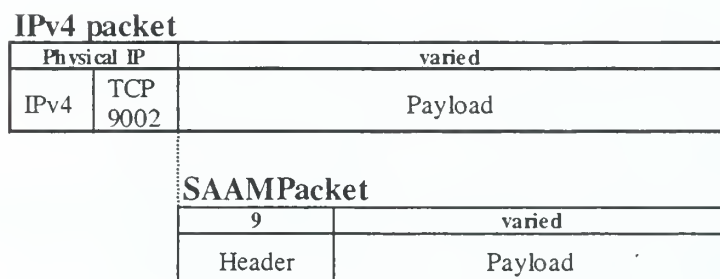 IPv4 packet
Physical IP varied
IPv4 TCP 9002 Payload
SAAMPacket
9 varied
Header Payload